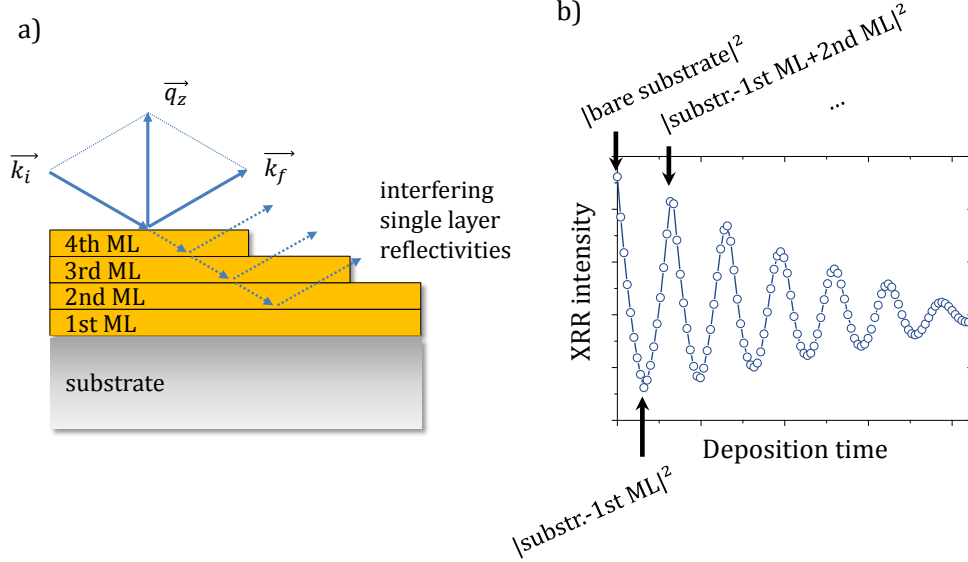 a)
q_z
k_i
k_f
interfering
single layer
reflectivities
4th ML
3rd ML
2nd ML
1st ML
substrate
b)
|bare substrate|²
|substr.-1st ML+2nd ML|²
...
XRR intensity
Deposition time
|substr.-1st ML|²